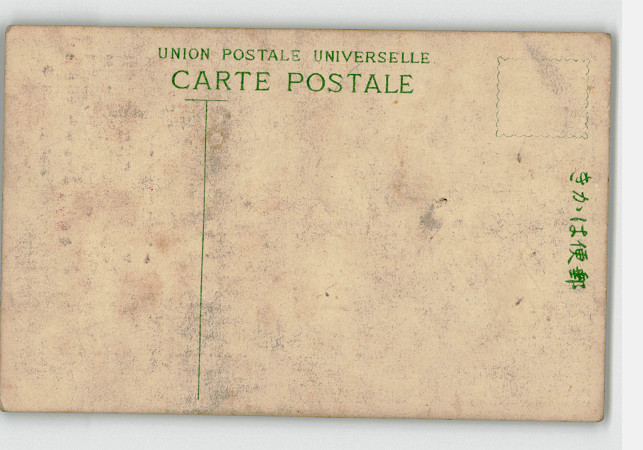 UNION POSTALE UNIVERSELLE
CARTE POSTALE
きかは便郵